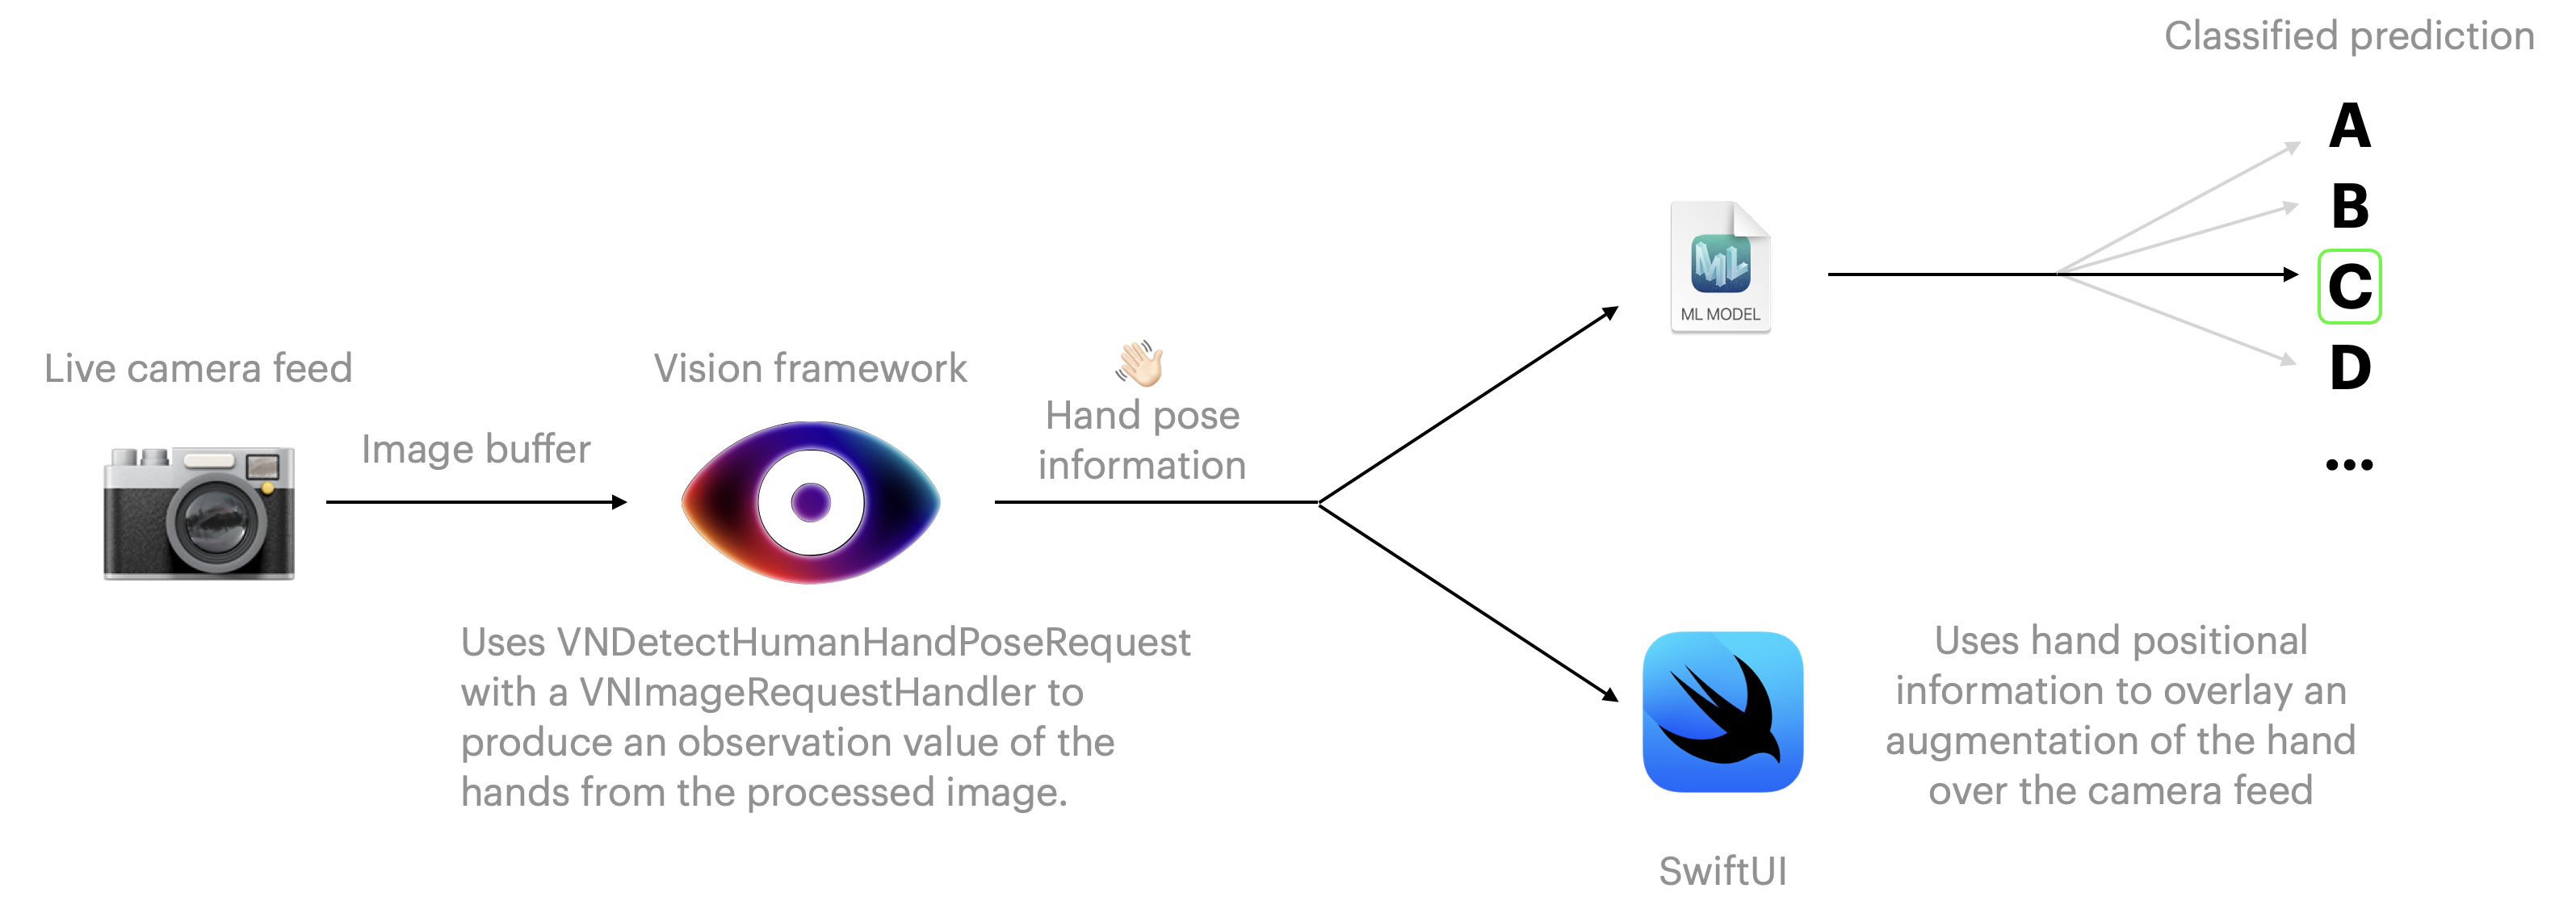 Classified prediction
A
B
C
D
...
ML
ML MODEL
Live camera feed
Image buffer
Vision framework
Hand pose
information
Uses VNDetectHumanHandPoseRequest
with a VNImageRequestHandler to
produce an observation value of the
hands from the processed image.
Uses hand positional
information to overlay an
augmentation of the hand
over the camera feed
SwiftUI